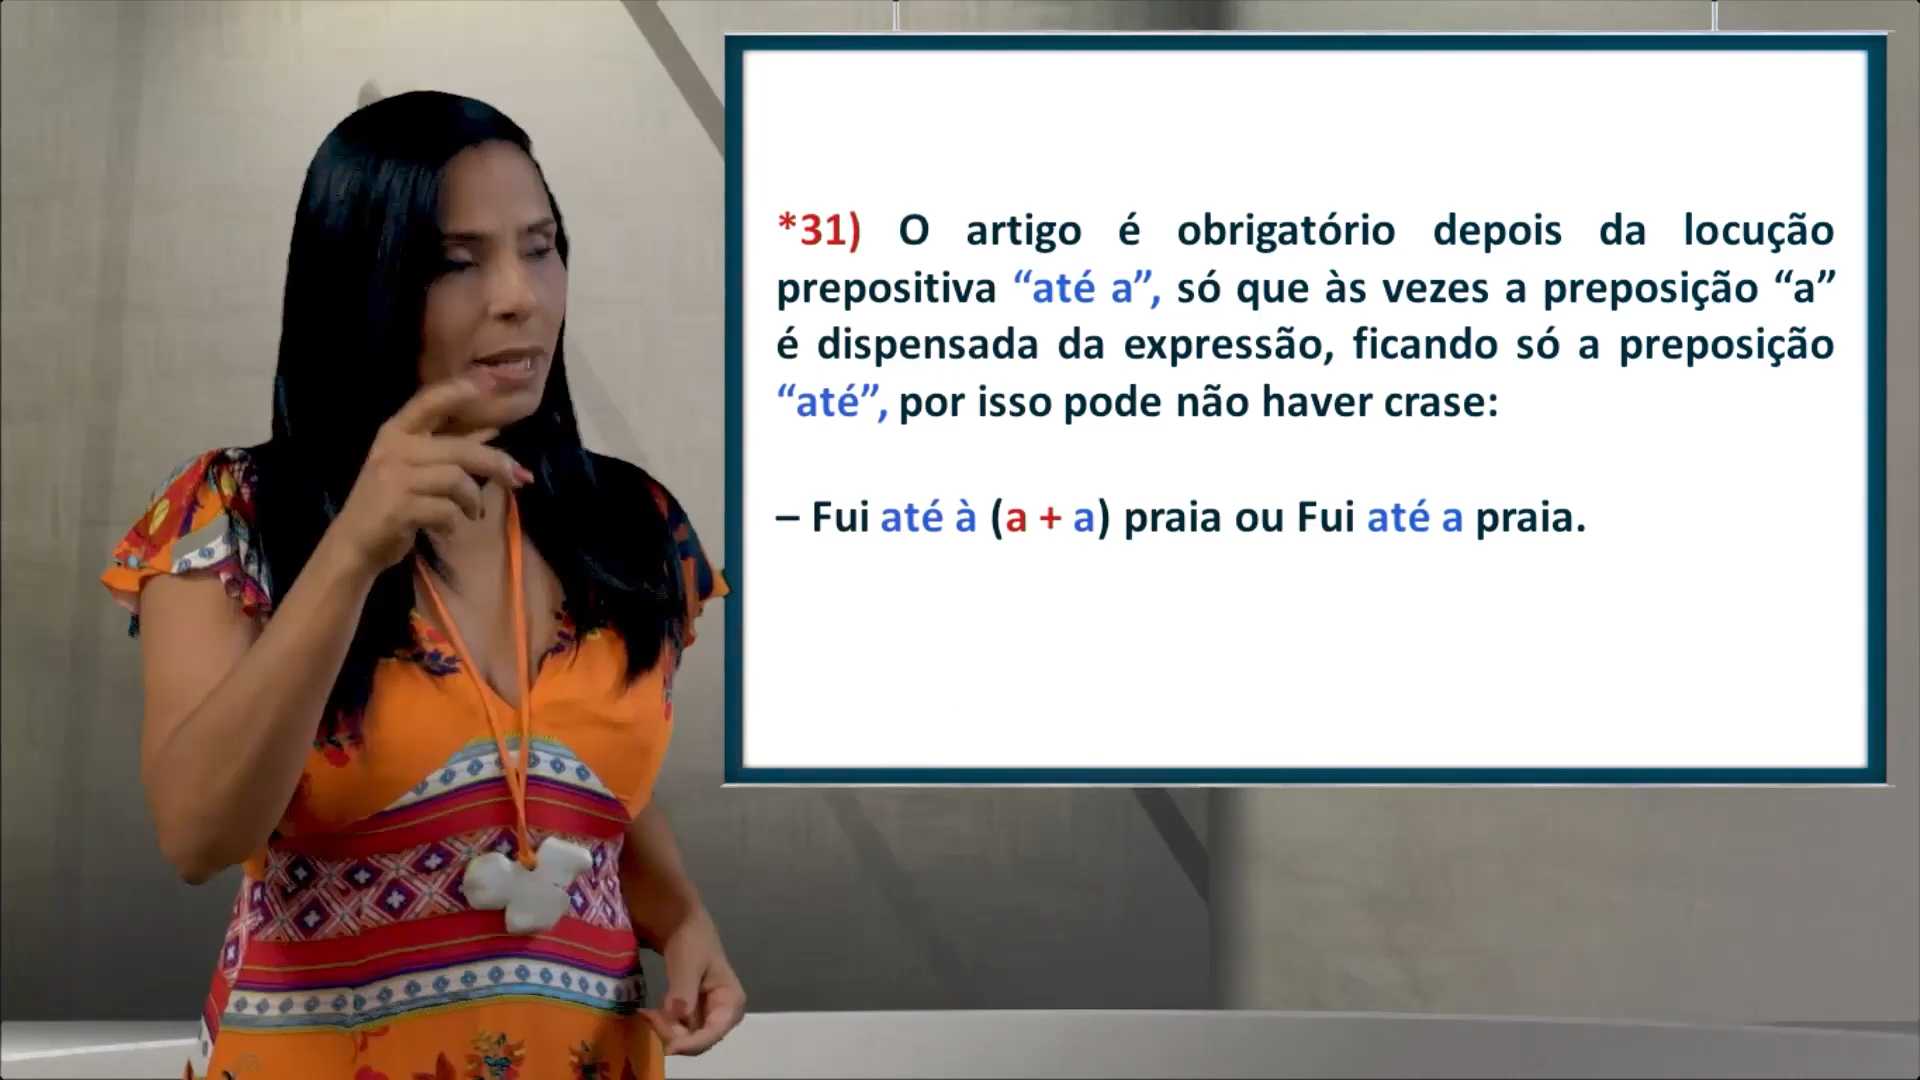 *31) O artigo é obrigatório depois da locução
prepositiva “até a”, só que às vezes a preposição “a”
é dispensada da expressão, ficando só a preposição
“até”, por isso pode não haver crase:
– Fui até à (a + a) praia ou Fui até a praia.